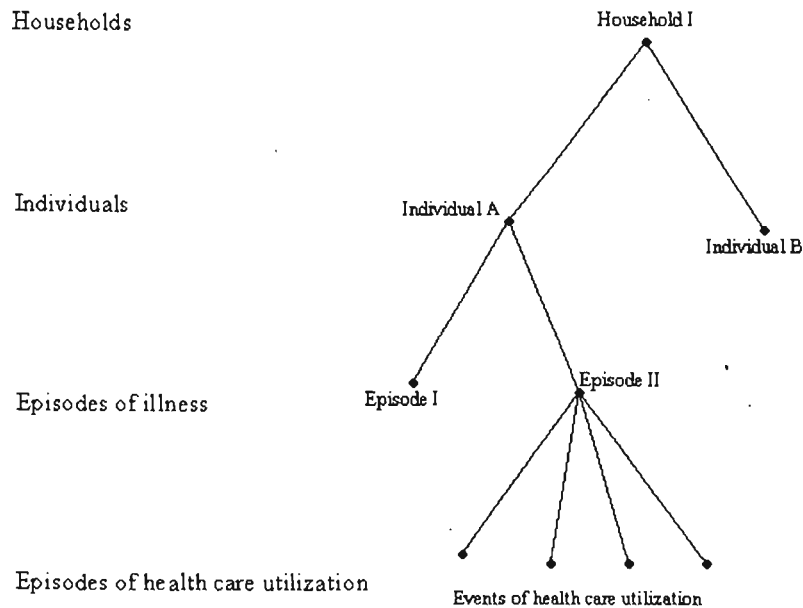 Households
Household I
Individuals
Individual A
Individual B
Episodes of illness
Episode I
Episode II
Episodes of health care utilization
Events of health care utilization